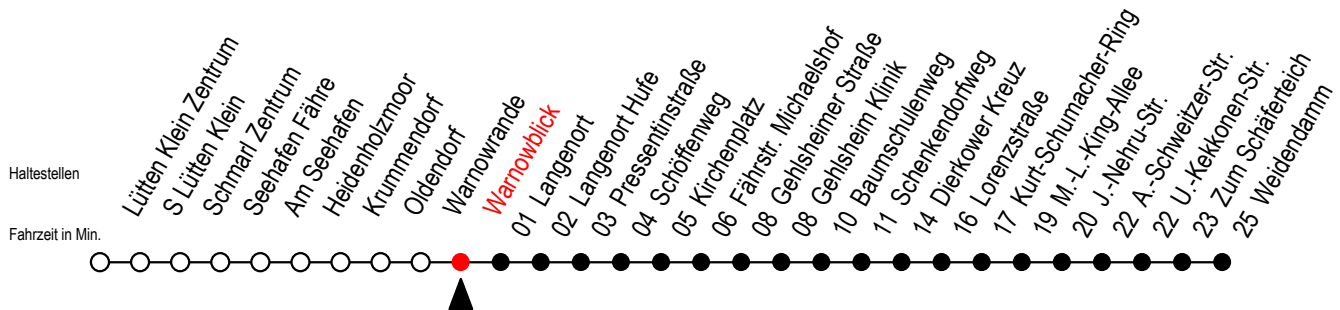 Haltestellen
Fahrzeit in Min.
Lütten Klein Zentrum
S Lütten Klein
Schmarl Zentrum
Seehafen Fähre
Am Seehafen
Heidenholzmoor
Krummendorf
Oldendorf
Warnowrande
Warnowblick
01 Langenort
02 Langenort Hufe
03 Pressentinstraße
04 Schöffenweg
05 Kirchenplatz
06 Fährstr. Michaelshof
08 Gehlsheimer Straße
08 Gehlsheim Klinik
10 Baumschulenweg
11 Schenkendorfweg
14 Dierkower Kreuz
16 Lorenzstraße
17 Kurt-Schumacher-Ring
19 M.-L.-King-Allee
20 J.-Nehru-Str.
22 A.-Schweitzer-Str.
22 U.-Kekkonen-Str.
23 Zum Schäferteich
25 Weidendamm